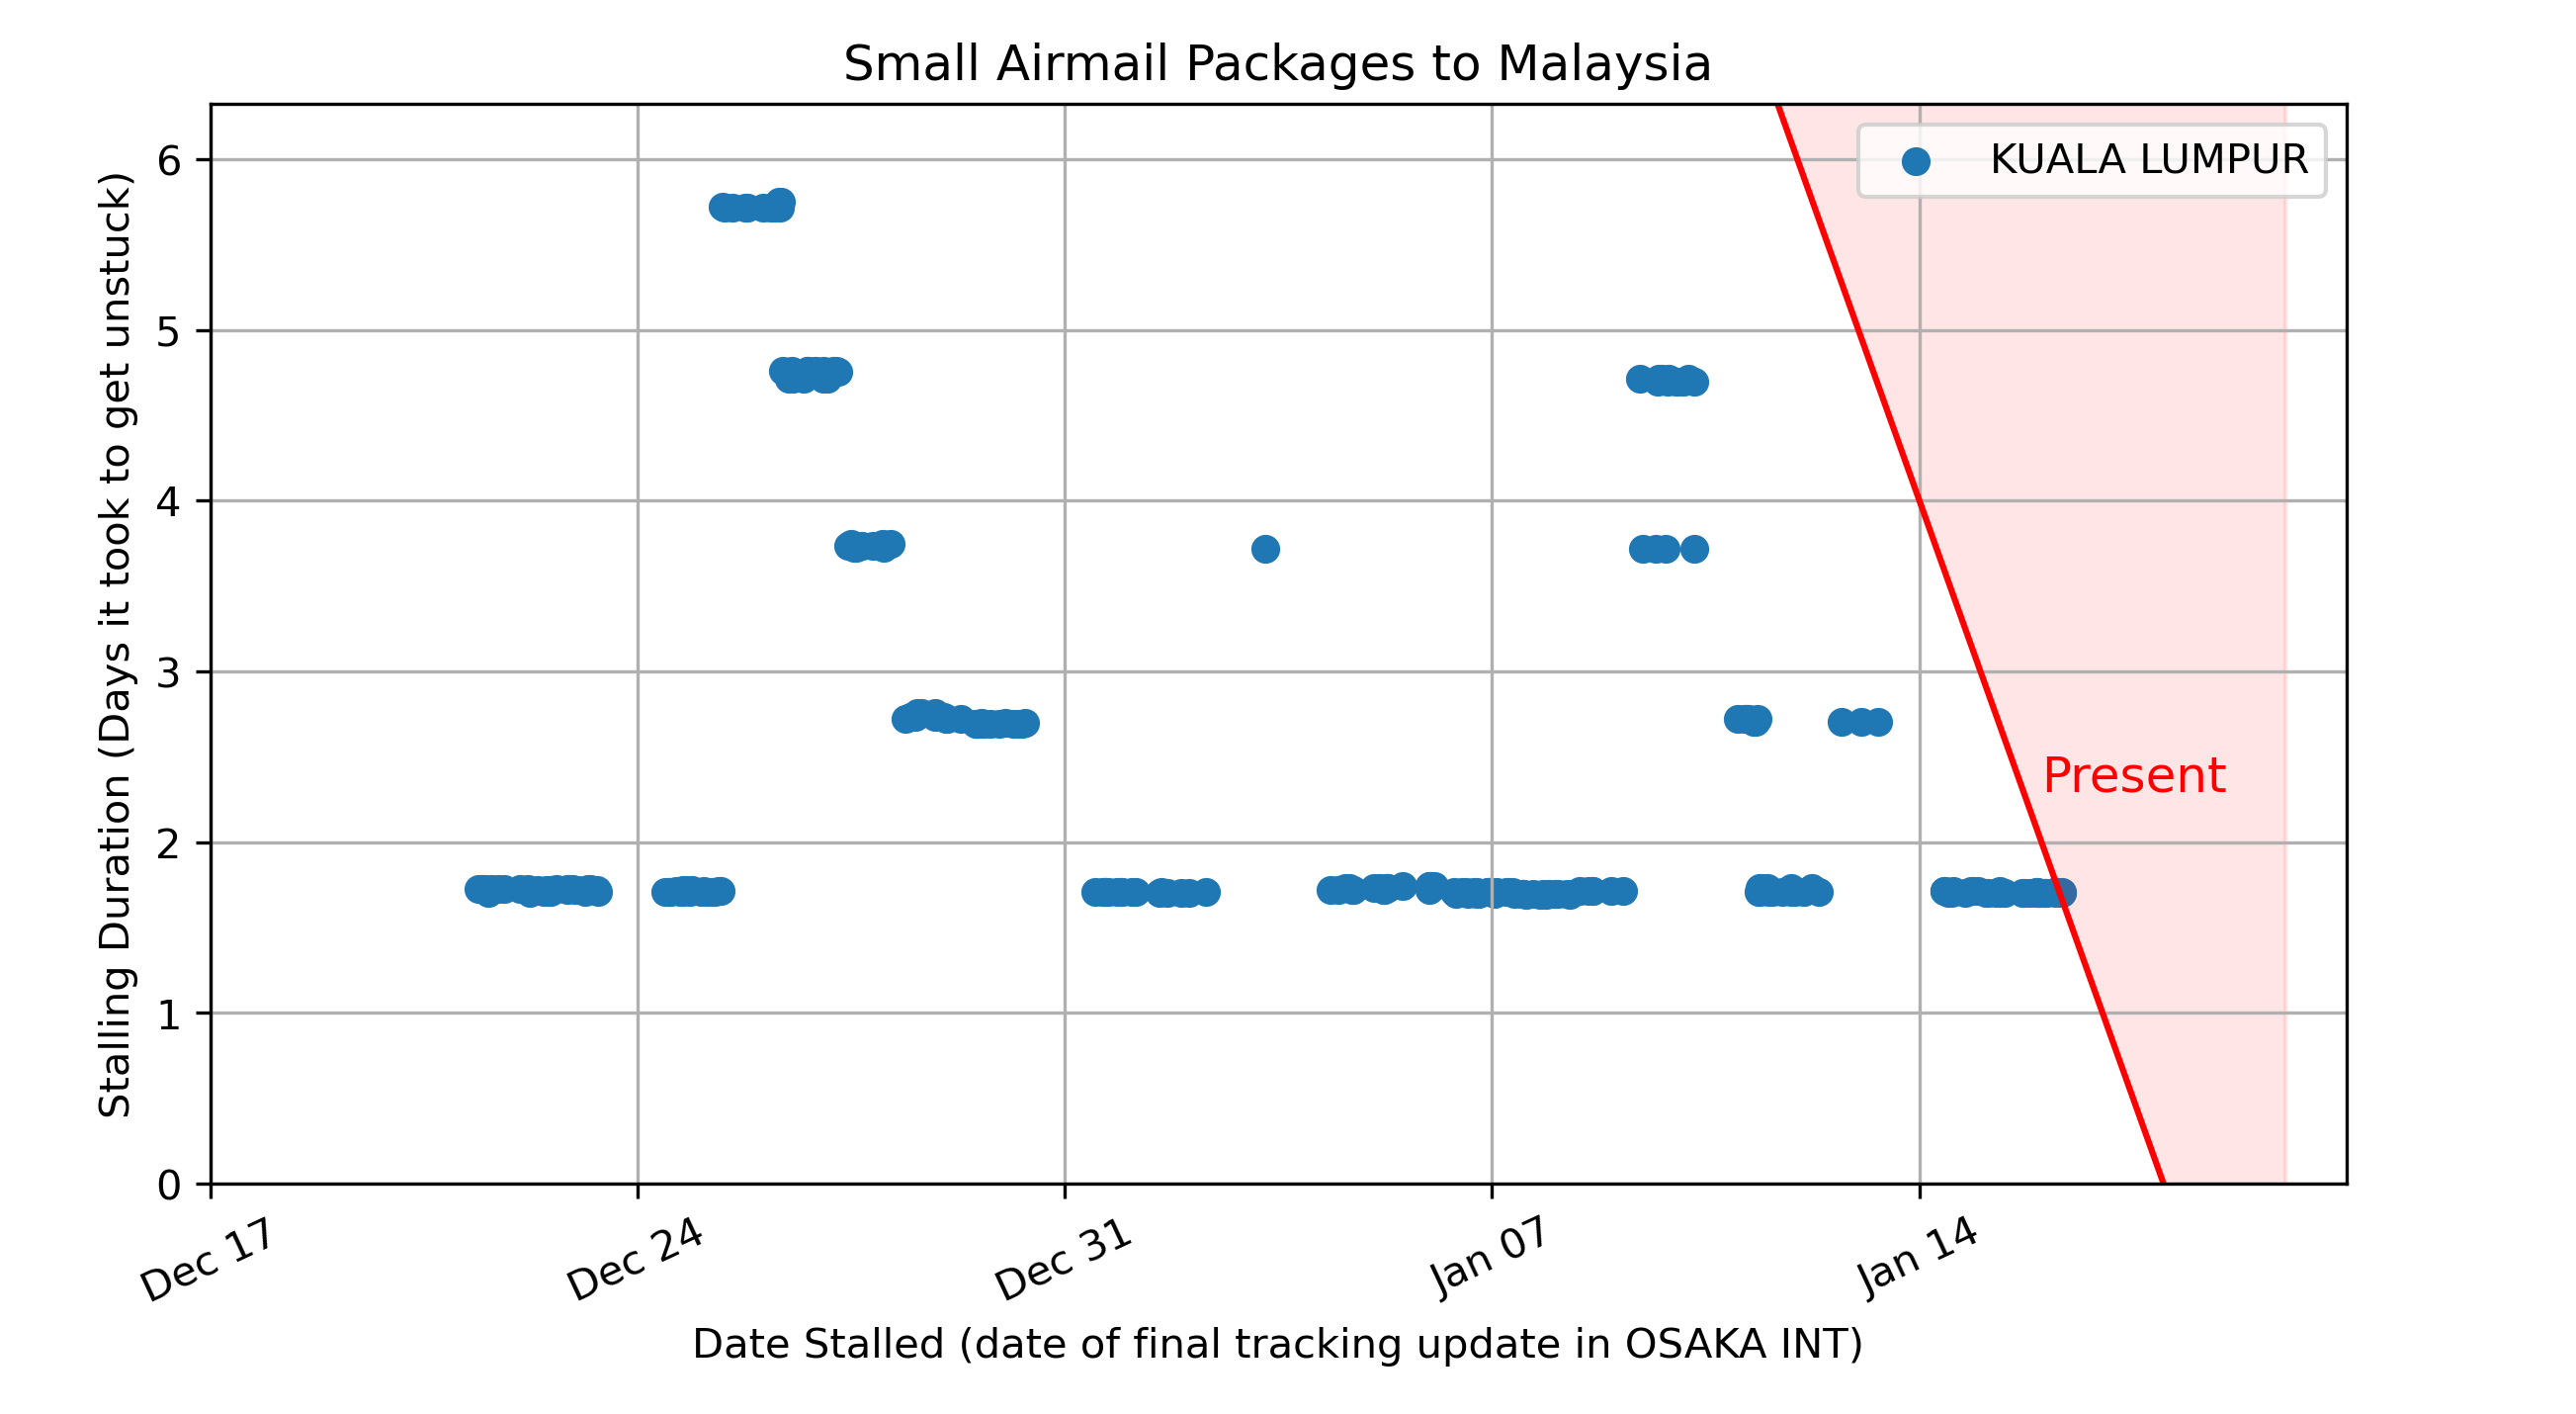 Small Airmail Packages to Malaysia
KUALA LUMPUR
6
5
4
3
2
1
0
Stalling Duration (Days it took to get unstuck)
Present
Dec 17
Dec 24
Dec 31
Jan 07
Jan 14
Date Stalled (date of final tracking update in OSAKA INT)